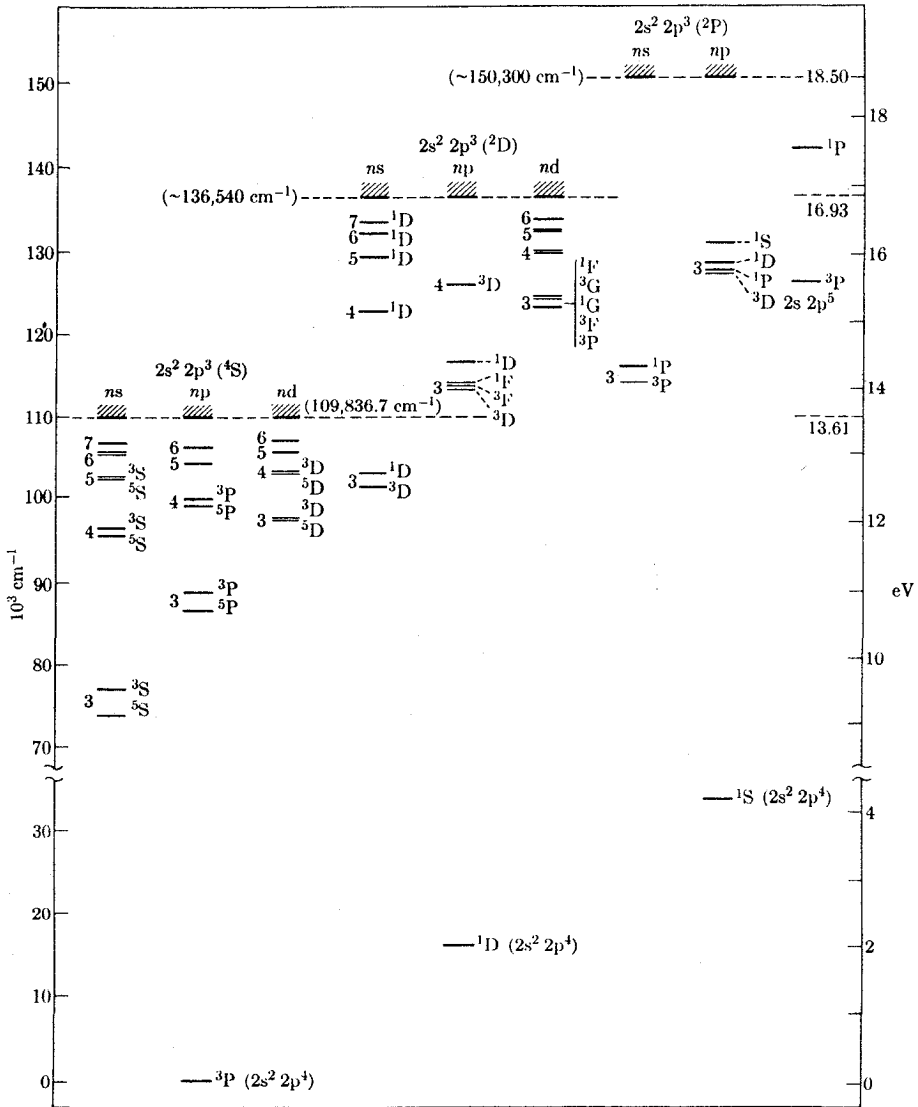 2s² 2p³ (²P)
ns np
150 (~150,300 cm⁻¹) 18.50
18
¹P
2s² 2p³ (²D)
140
ns np nd
(~136,540 cm⁻¹) 16.93
7 ¹D 6
6 ¹D 5 ¹S
130
5 ¹D 4 ¹D 16
3 ¹P
4 ³D ¹F ³D ³P
³G 2s 2p⁵
4 ¹D 3 ¹G
³F
³P
120
¹D ¹P
2s² 2p³ (⁴S) 3 ³P
¹F 14
ns np nd 3 ³F
(109,836.7 cm⁻¹) ³D
110 13.61
7 6 6
6 5 5
5 ³S ⁵S 4 ³D ⁵D 3 ¹D ³D
100
4 ³P ⁵P
4 ³S ⁵S 3 ³D ⁵D
12
90
3 ³P ⁵P
10³ cm⁻¹ eV
80
10
3 ³S ⁵S
70
¹S (2s² 2p⁴) 4
30
20
¹D (2s² 2p⁴) 2
10
0 ³P (2s² 2p⁴) 0